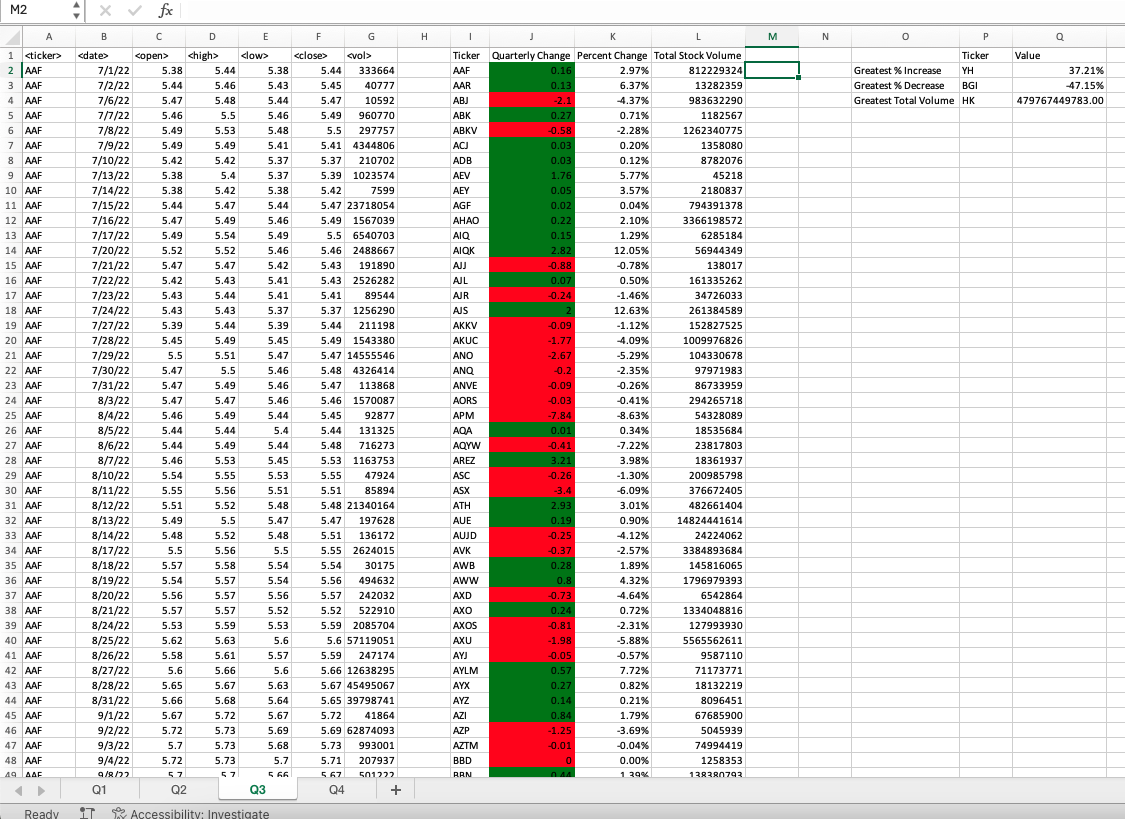 M2 fx
A B C D E F G H I J K L M N O P Q
1 <ticker> <date> <open> <high> <low> <close> <vol> Ticker Quarterly Change Percent Change Total Stock Volume Ticker Value
2 AAF 7/1/22 5.38 5.44 5.38 5.44 333664 AAF 0.16 2.97% 812229324 Greatest % Increase YH 37.21%
3 AAF 7/2/22 5.44 5.46 5.43 5.45 40777 AAR 0.13 6.37% 13282359 Greatest % Decrease BGI -47.15%
4 AAF 7/6/22 5.47 5.48 5.44 5.47 10592 ABJ -2.1 -4.37% 983632290 Greatest Total Volume HK 479767449783.00
5 AAF 7/7/22 5.46 5.5 5.46 5.49 960770 ABK 0.27 0.71% 1182567
6 AAF 7/8/22 5.49 5.53 5.48 5.5 297757 ABKV -0.58 -2.28% 1262340775
7 AAF 7/9/22 5.49 5.49 5.41 5.41 4344806 ACJ 0.03 0.20% 1358080
8 AAF 7/10/22 5.42 5.42 5.37 5.37 210702 ADB 0.03 0.12% 8782076
9 AAF 7/13/22 5.38 5.4 5.37 5.39 1023574 AEV 1.76 5.77% 45218
10 AAF 7/14/22 5.38 5.42 5.38 5.42 7599 AEY 0.05 3.57% 2180837
11 AAF 7/15/22 5.44 5.47 5.44 5.47 23718054 AGF 0.02 0.04% 794391378
12 AAF 7/16/22 5.47 5.49 5.46 5.49 1567039 AHAO 0.22 2.10% 3366198572
13 AAF 7/17/22 5.49 5.54 5.49 5.5 6540703 AIQ 0.15 1.29% 6285184
14 AAF 7/20/22 5.52 5.52 5.46 5.46 2488667 AIQK 2.82 12.05% 56944349
15 AAF 7/21/22 5.47 5.47 5.42 5.43 191890 AJJ -0.88 -0.78% 138017
16 AAF 7/22/22 5.42 5.43 5.41 5.43 2526282 AJL 0.07 0.50% 161335262
17 AAF 7/23/22 5.43 5.44 5.41 5.41 89544 AJR -0.24 -1.46% 34726033
18 AAF 7/24/22 5.43 5.43 5.37 5.37 1256290 AJS 2 12.63% 261384589
19 AAF 7/27/22 5.39 5.44 5.39 5.44 211198 AKKV -0.09 -1.12% 152827525
20 AAF 7/28/22 5.45 5.49 5.45 5.49 1543380 AKUC -1.77 -4.09% 1009976826
21 AAF 7/29/22 5.5 5.51 5.47 5.47 14555546 ANO -2.67 -5.29% 104330678
22 AAF 7/30/22 5.47 5.5 5.46 5.48 4326414 ANQ -0.2 -2.35% 97971983
23 AAF 7/31/22 5.47 5.49 5.46 5.47 113868 ANVE -0.09 -0.26% 86733959
24 AAF 8/3/22 5.47 5.47 5.46 5.46 1570087 AORS -0.03 -0.41% 294265718
25 AAF 8/4/22 5.46 5.49 5.44 5.45 92877 APM -7.84 -8.63% 54328089
26 AAF 8/5/22 5.44 5.44 5.4 5.44 131325 AQA 0.01 0.34% 18535684
27 AAF 8/6/22 5.44 5.49 5.44 5.48 716273 AQYW -0.41 -7.22% 23817803
28 AAF 8/7/22 5.46 5.53 5.45 5.53 1163753 AREZ 3.21 3.98% 18361937
29 AAF 8/10/22 5.54 5.55 5.53 5.55 47924 ASC -0.26 -1.30% 200985798
30 AAF 8/11/22 5.55 5.56 5.51 5.51 85894 ASX -3.4 -6.09% 376672405
31 AAF 8/12/22 5.51 5.52 5.48 5.48 21340164 ATH 2.93 3.01% 482661404
32 AAF 8/13/22 5.49 5.5 5.47 5.47 197628 AUE 0.19 0.90% 14824441614
33 AAF 8/14/22 5.48 5.52 5.48 5.51 136172 AUJD -0.25 -4.12% 24224062
34 AAF 8/17/22 5.5 5.56 5.5 5.55 2624015 AVK -0.37 -2.57% 3384893684
35 AAF 8/18/22 5.57 5.58 5.54 5.54 30175 AWB 0.28 1.89% 145816065
36 AAF 8/19/22 5.54 5.57 5.54 5.56 494632 AWW 0.8 4.32% 1796979393
37 AAF 8/20/22 5.56 5.57 5.56 5.57 242032 AXD -0.73 -4.64% 6542864
38 AAF 8/21/22 5.57 5.57 5.52 5.52 522910 AXO 0.24 0.72% 1334048816
39 AAF 8/24/22 5.53 5.59 5.53 5.59 2085704 AXOS -0.81 -2.31% 127993930
40 AAF 8/25/22 5.62 5.63 5.6 5.6 57119051 AXU -1.98 -5.88% 5565562611
41 AAF 8/26/22 5.58 5.61 5.57 5.59 247174 AYJ -0.05 -0.57% 9587110
42 AAF 8/27/22 5.6 5.66 5.6 5.66 12638295 AYLM 0.57 7.72% 71173771
43 AAF 8/28/22 5.65 5.67 5.63 5.67 45495067 AYX 0.27 0.82% 18132219
44 AAF 8/31/22 5.66 5.68 5.64 5.65 39798741 AYZ 0.14 0.21% 8096451
45 AAF 9/1/22 5.67 5.72 5.67 5.72 41864 AZI 0.84 1.79% 67685900
46 AAF 9/2/22 5.72 5.73 5.69 5.69 62874093 AZP -1.25 -3.69% 5045939
47 AAF 9/3/22 5.7 5.73 5.68 5.73 993001 AZTM -0.01 -0.04% 74994419
48 AAF 9/4/22 5.72 5.73 5.7 5.71 207937 BBD 0 0.00% 1258353
49 AAF 9/8/22 5.7 5.7 5.66 5.67 501222 BBN 0.44 1.39% 138380793
Q1 Q2 Q3 Q4 +
Ready Accessibility: Investigate